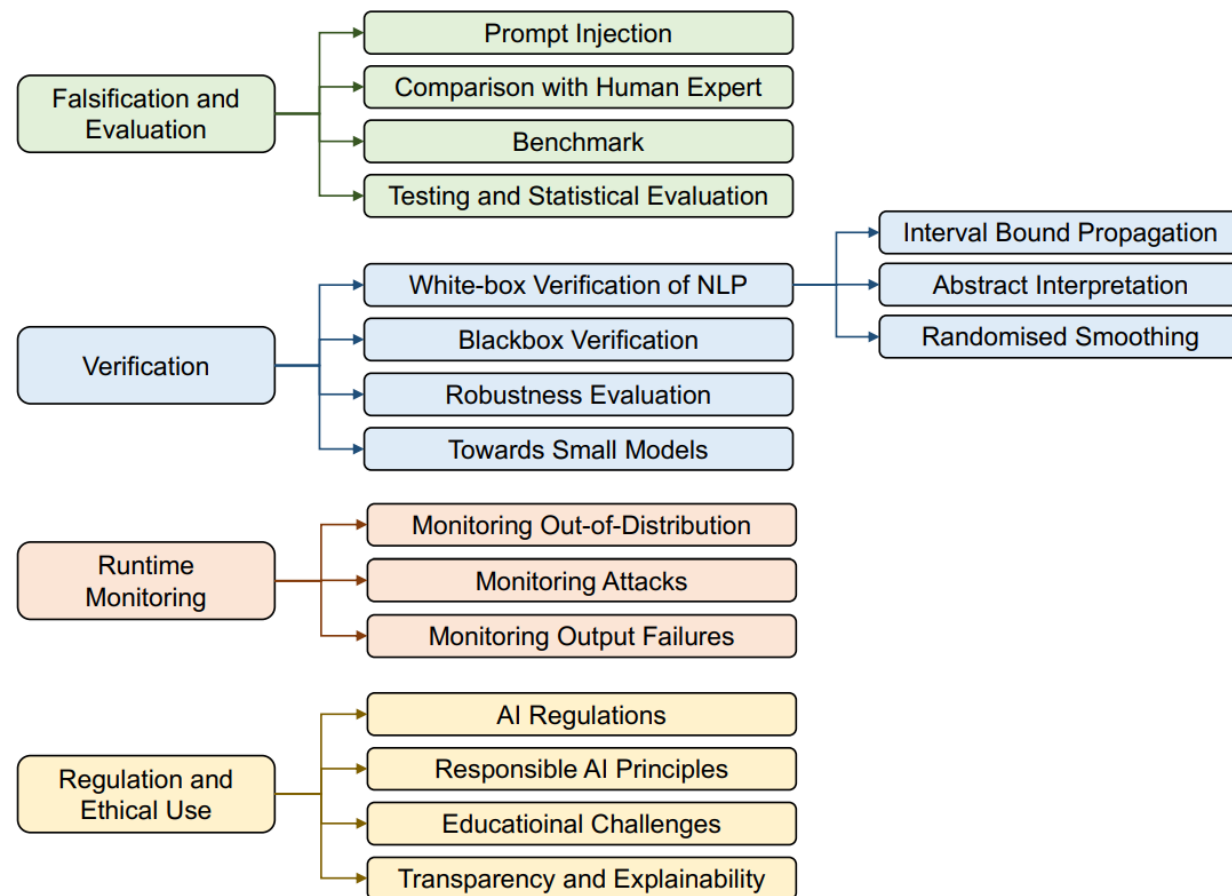 Falsification and
Evaluation
Prompt Injection
Comparison with Human Expert
Benchmark
Testing and Statistical Evaluation
Verification
White-box Verification of NLP
Interval Bound Propagation
Abstract Interpretation
Randomised Smoothing
Blackbox Verification
Robustness Evaluation
Towards Small Models
Runtime
Monitoring
Monitoring Out-of-Distribution
Monitoring Attacks
Monitoring Output Failures
Regulation and
Ethical Use
AI Regulations
Responsible AI Principles
Educatioinal Challenges
Transparency and Explainability